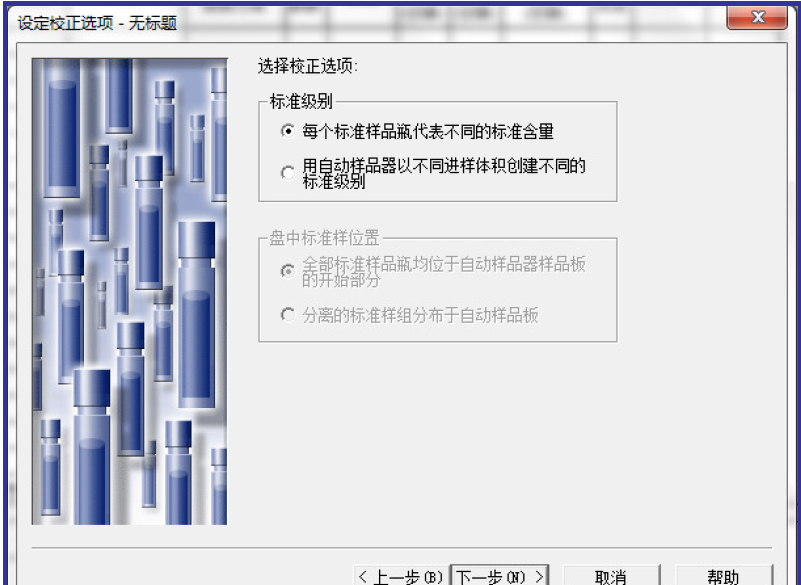 设定校正选项 - 无标题
选择校正选项:
标准级别
每个标准样品瓶代表不同的标准含量
用自动样品器以不同进样体积创建不同的
标准级别
盘中标准样位置
全部标准样品瓶均位于自动样品器样品板
的开始部分
分离的标准样组分布于自动样品板
< 上一步(B) 下一步(N) > 取消 帮助